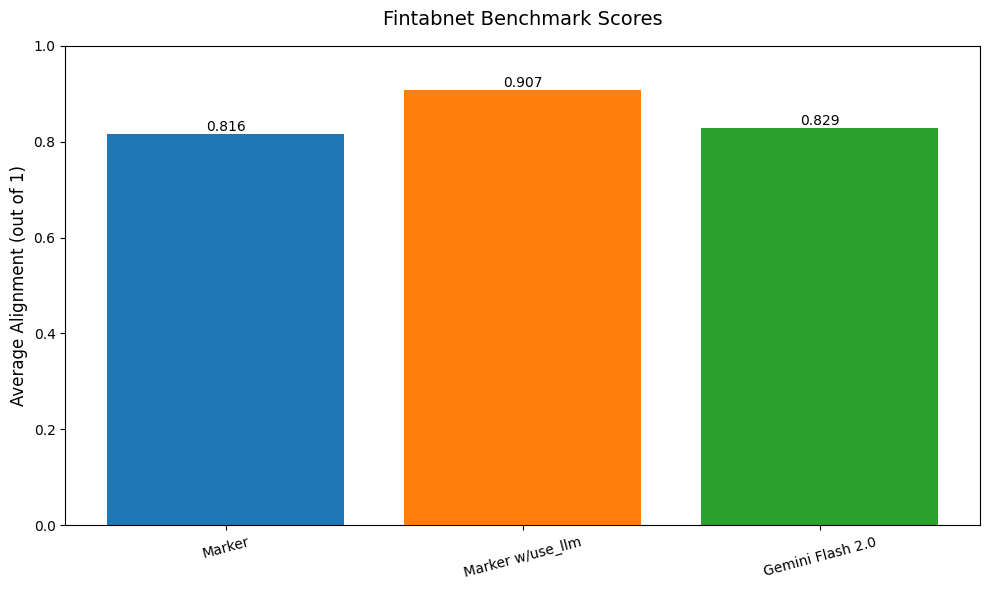 Fintabnet Benchmark Scores
Average Alignment (out of 1)
1.0
0.8
0.6
0.4
0.2
0.0
0.816
0.907
0.829
Marker
Marker w/use_llm
Gemini Flash 2.0